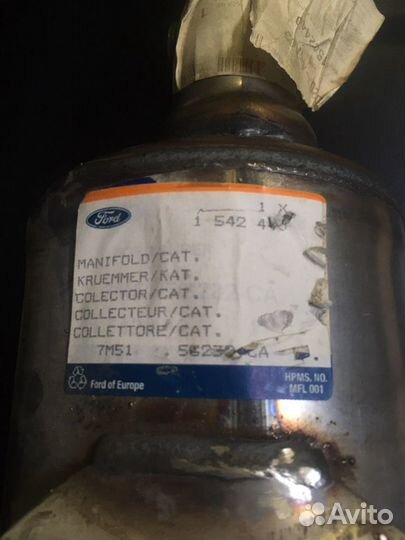 Ford
1 X
1 542
MANIFOLD/CAT.
KRUEMMER/KAT.
COLECTOR/CAT.
COLLECTEUR/CAT.
COLLETTORE/CAT.
7M51
Ford of Europe
HPMS. NO.
MFL 001
Avito